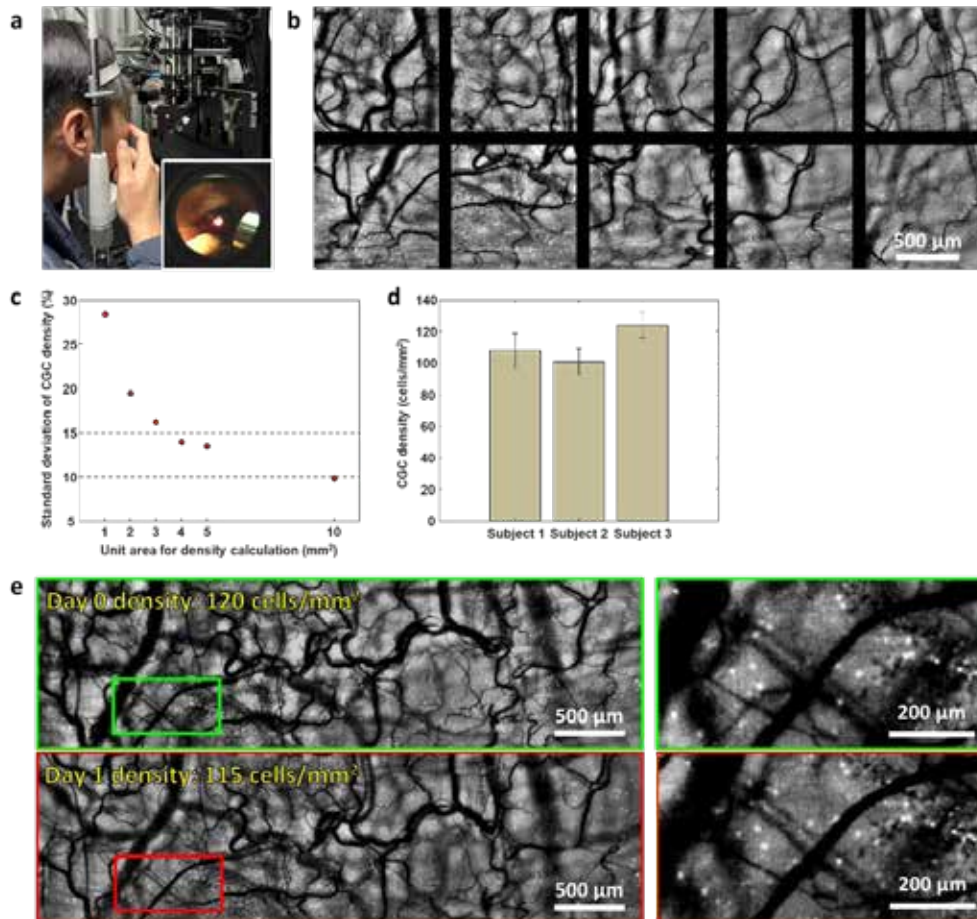 a
b
500 µm
c
Standard deviation of CGC density (%)
30
25
20
15
10
5
1 2 3 4 5 10
Unit area for density calculation (mm²)
d
CGC density (cells/mm²)
140
120
100
80
60
40
20
0
Subject 1 Subject 2 Subject 3
e
Day 0 density: 120 cells/mm²
500 µm
200 µm
Day 1 density: 115 cells/mm²
500 µm
200 µm